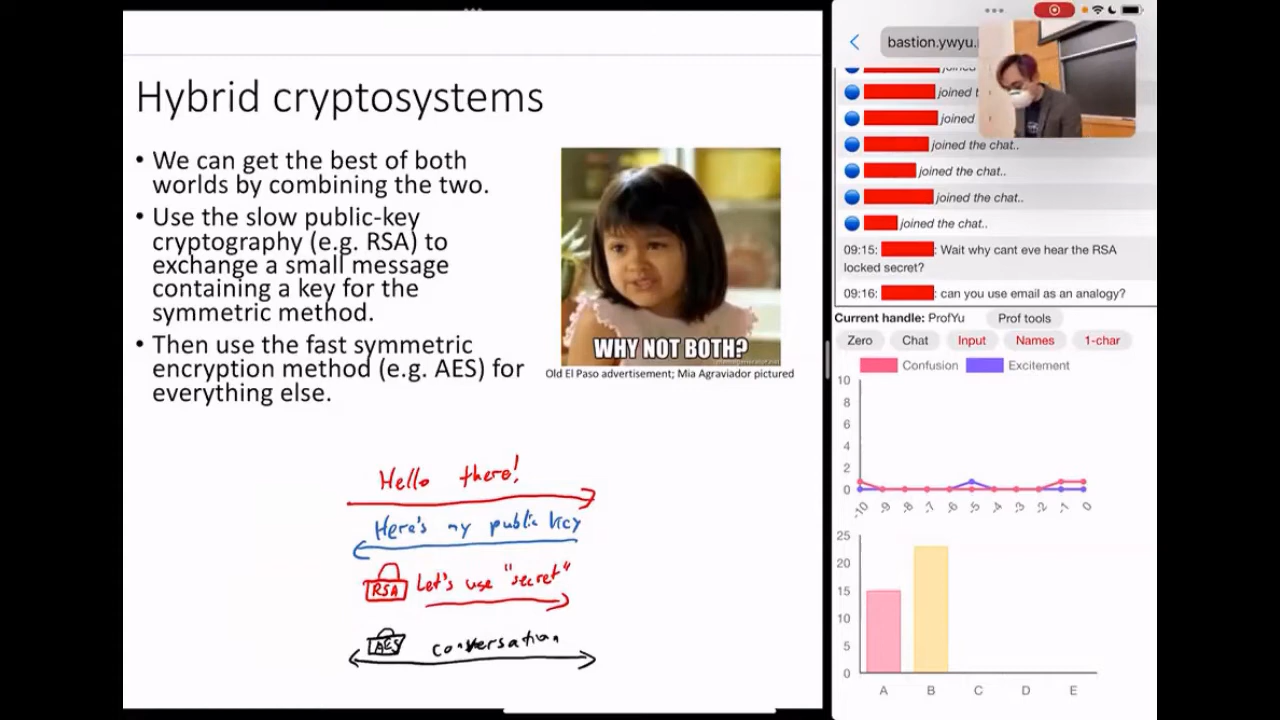 Hybrid cryptosystems
• We can get the best of both
worlds by combining the two.
• Use the slow public-key
cryptography (e.g. RSA) to
exchange a small message
containing a key for the
symmetric method.
• Then use the fast symmetric
encryption method (e.g. AES) for
everything else.
WHY NOT BOTH?
Old El Paso advertisement; Mia Agraviador pictured
Hello there!
Here's my public key
RSA Let's use "secret"
AES conversation
bastion.ywyu.
joined
joined t
joined
joined the chat..
joined the chat..
joined the chat..
joined the chat..
09:15: : Wait why cant eve hear the RSA
locked secret?
09:16: : can you use email as an analogy?
Current handle: ProfYu Prof tools
Zero Chat Input Names 1-char
Confusion Excitement
10
8
6
4
2
0
-10 -9 -8 -7 -6 -5 -4 -3 -2 -1 0
25
20
15
10
5
0
A B C D E